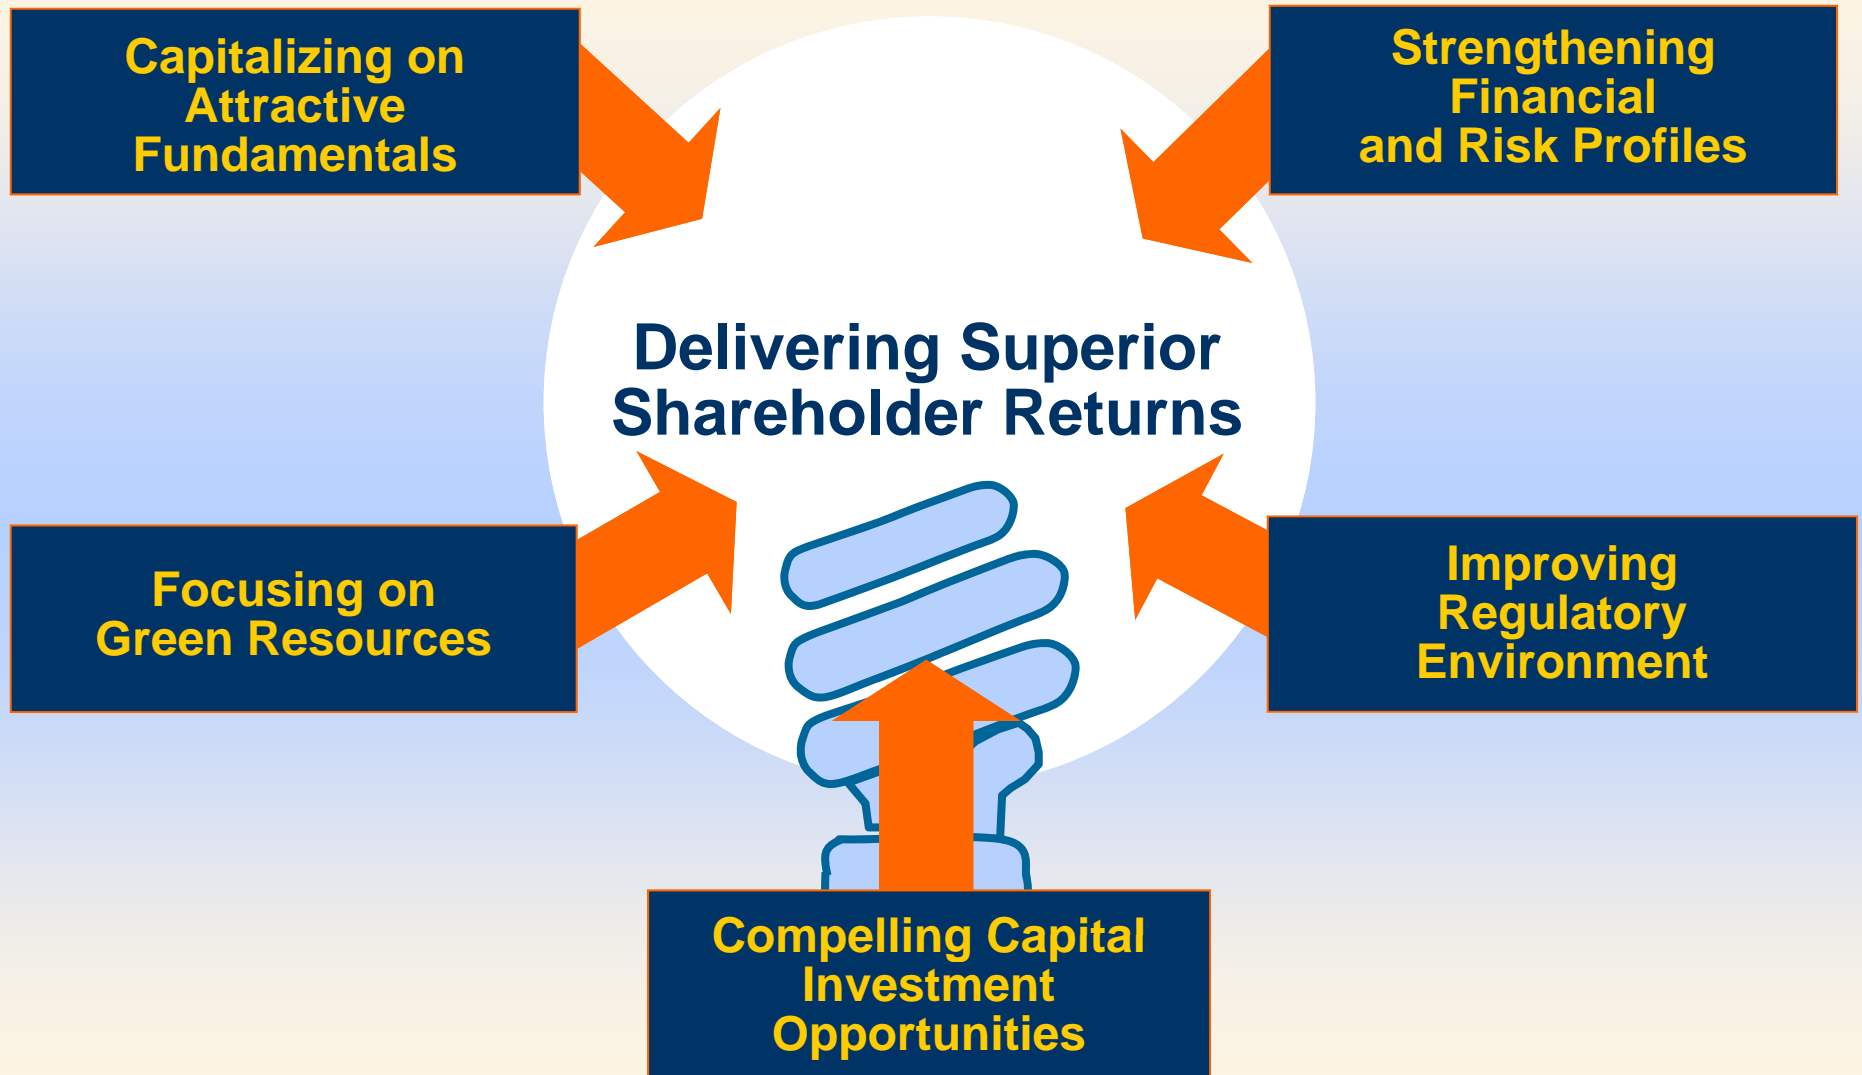 Capitalizing on
Attractive
Fundamentals
Strengthening
Financial
and Risk Profiles
Delivering Superior
Shareholder Returns
Focusing on
Green Resources
Improving
Regulatory
Environment
Compelling Capital
Investment
Opportunities